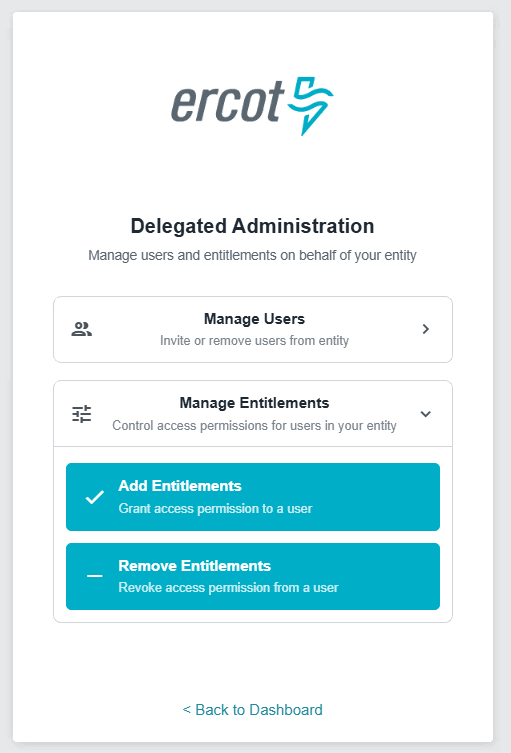 ercot
Delegated Administration
Manage users and entitlements on behalf of your entity
Manage Users
Invite or remove users from entity
Manage Entitlements
Control access permissions for users in your entity
Add Entitlements
Grant access permission to a user
Remove Entitlements
Revoke access permission from a user
< Back to Dashboard